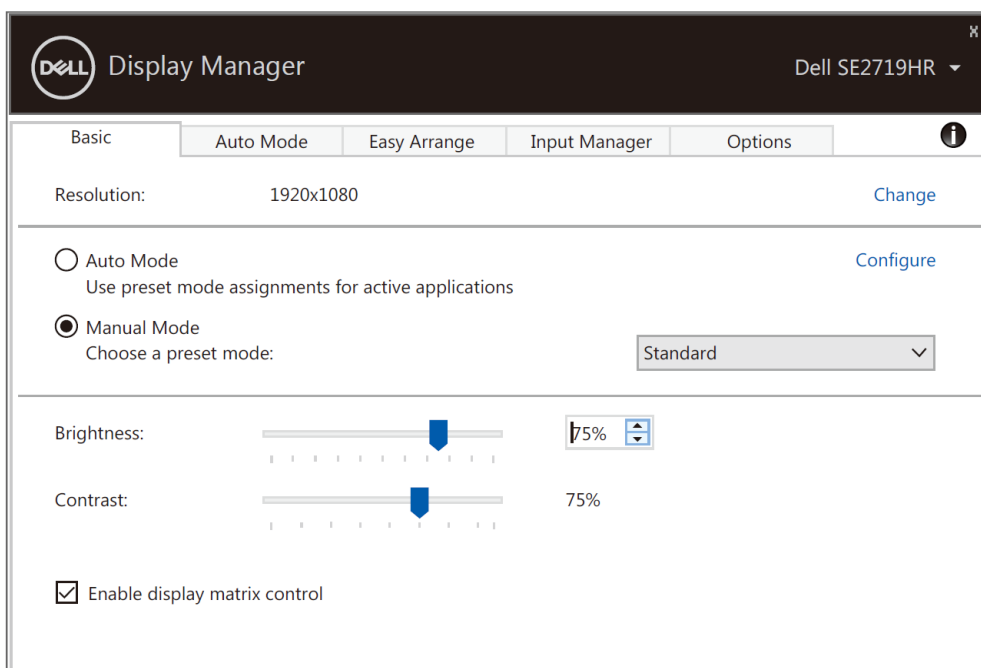 DELL Display Manager
Dell SE2719HR
Basic
Auto Mode
Easy Arrange
Input Manager
Options
Resolution:
1920x1080
Change
Auto Mode
Configure
Use preset mode assignments for active applications
Manual Mode
Choose a preset mode:
Standard
Brightness:
75%
Contrast:
75%
Enable display matrix control